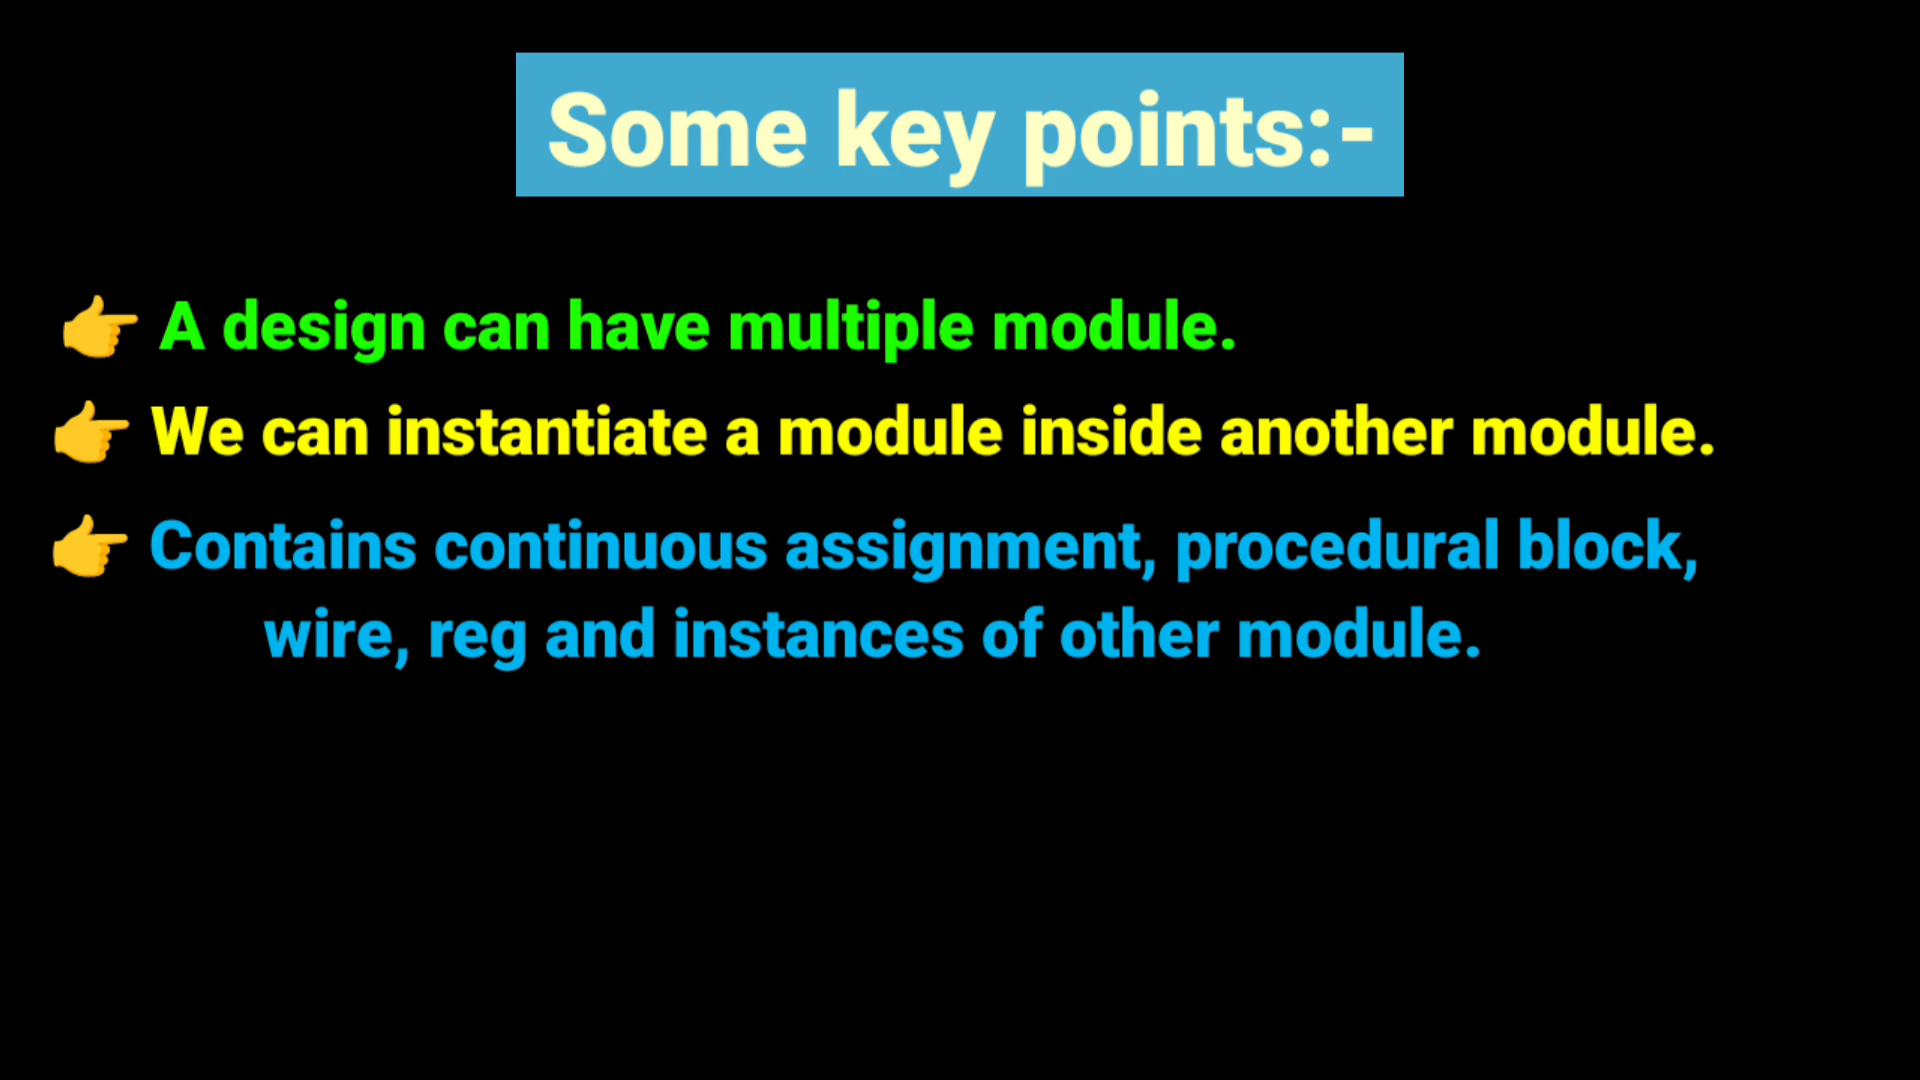 Some key points:-
👉 A design can have multiple module.
👉 We can instantiate a module inside another module.
👉 Contains continuous assignment, procedural block,
wire, reg and instances of other module.